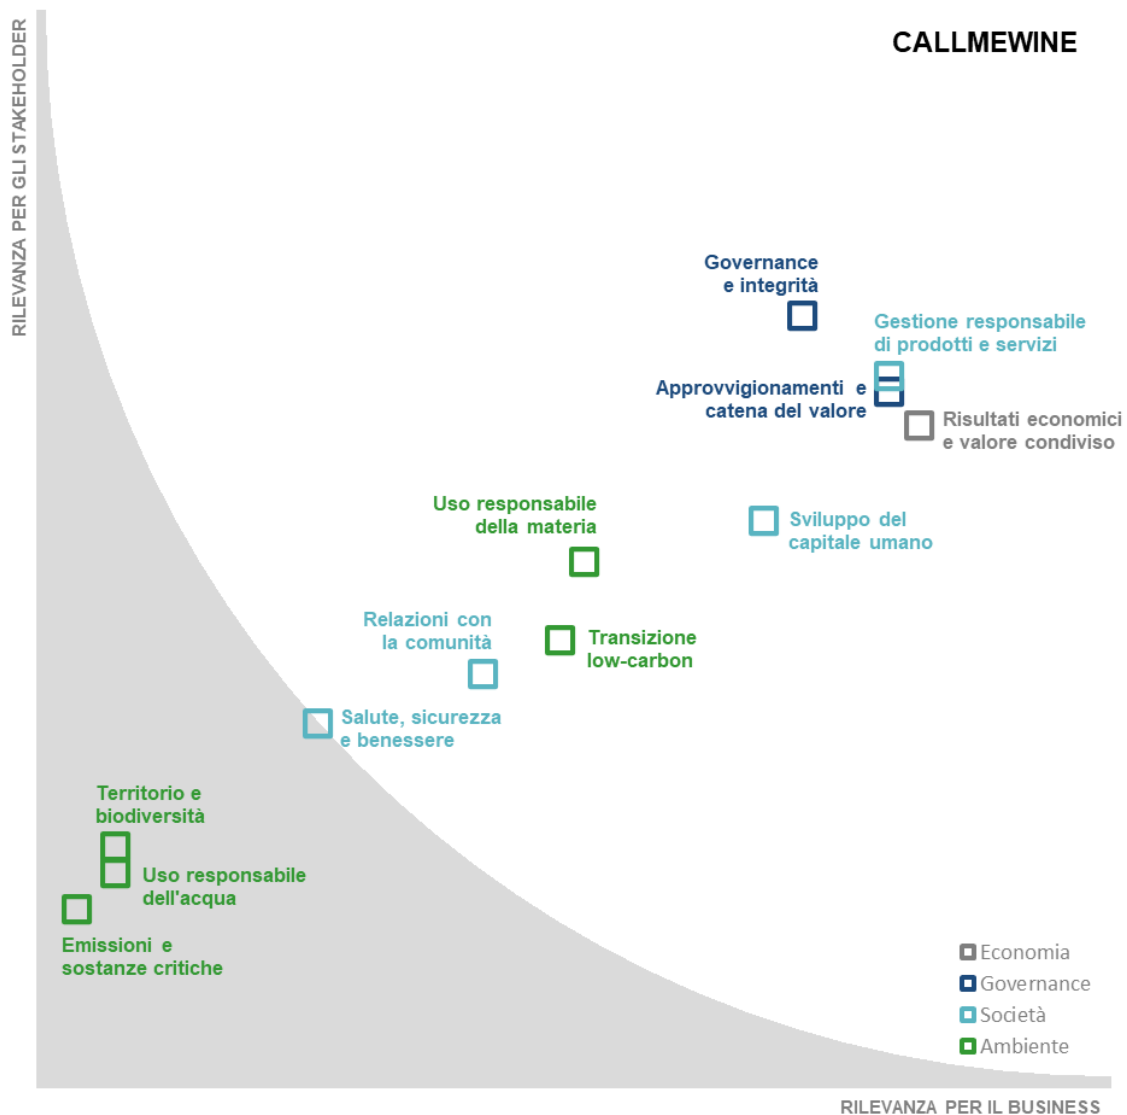 CALLMEWINE
RILEVANZA PER GLI STAKEHOLDER
Governance
e integrità
Gestione responsabile
di prodotti e servizi
Approvvigionamenti e
catena del valore
Risultati economici
e valore condiviso
Uso responsabile
della materia
Sviluppo del
capitale umano
Relazioni con
la comunità
Transizione
low-carbon
Salute, sicurezza
e benessere
Territorio e
biodiversità
Uso responsabile
dell'acqua
Emissioni e
sostanze critiche
Economia
Governance
Società
Ambiente
RILEVANZA PER IL BUSINESS